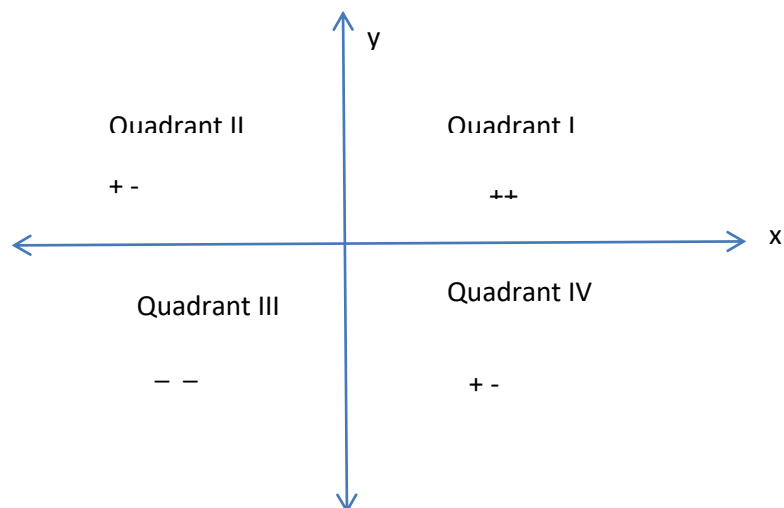 y
Quadrant II
Quadrant I
+ -
++
x
Quadrant III
Quadrant IV
– –
+ -